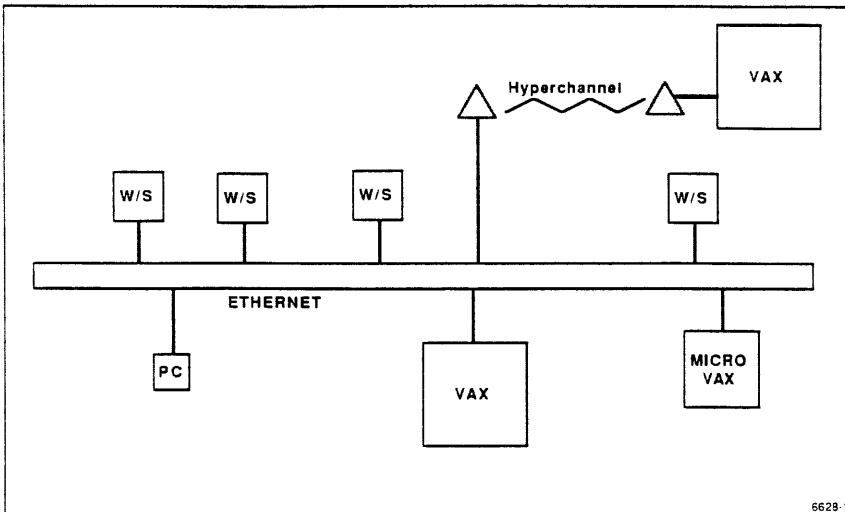 Hyperchannel
VAX
W/S
W/S
W/S
W/S
ETHERNET
PC
VAX
MICRO
VAX